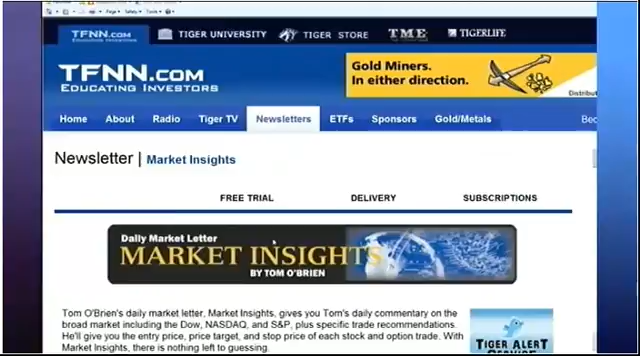 Page Safety Tools
TFNN.com TIGER UNIVERSITY TIGER STORE TME TIGERLIFE
TFNN.COM
EDUCATING INVESTORS
Gold Miners.
In either direction.
Home About Radio Tiger TV Newsletters ETFs Sponsors Gold/Metals
Newsletter | Market Insights
FREE TRIAL DELIVERY SUBSCRIPTIONS
Daily Market Letter
MARKET INSIGHTS
BY TOM O'BRIEN
Tom O'Brien's daily market letter, Market Insights, gives you Tom's daily commentary on the
broad market including the Dow, NASDAQ, and S&P, plus specific trade recommendations.
He'll give you the entry price, price target, and stop price of each stock and option trade. With
Market Insights, there is nothing left to guessing.
TIGER ALERT
SERVICE